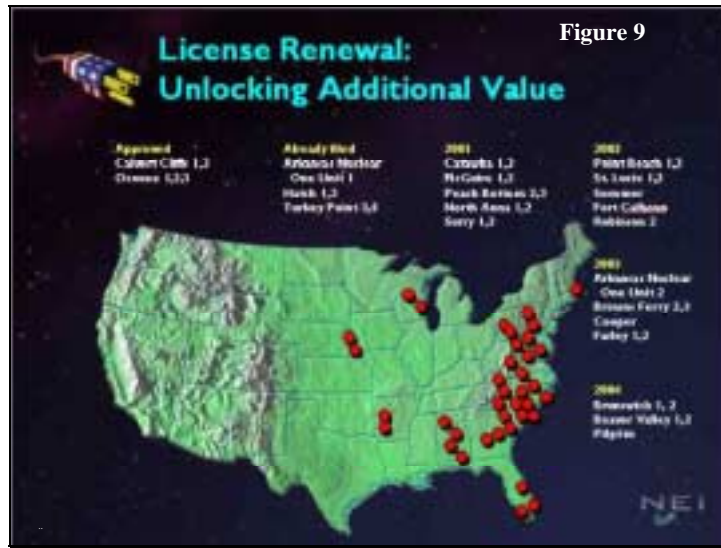 Figure 9
License Renewal:
Unlocking Additional Value
Approved
Calvert Cliffs 1,2
Oconee 1,2,3
Already filed
Arkansas Nuclear
One Unit 1
Hatch 1,2
Turkey Point 3,4
2001
Catawba 1,2
McGuire 1,2
Peach Bottom 2,3
North Anna 1,2
Surry 1,2
2002
Point Beach 1,2
St. Lucie 1,2
Summer
Fort Calhoun
Robinson 2
2003
Arkansas Nuclear
One Unit 2
Browns Ferry 2,3
Cooper
Farley 1,2
2004
Brunswick 1, 2
Beaver Valley 1,2
Pilgrim
NEI